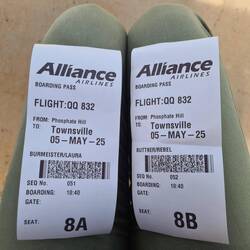 Alliance
AIRLINES
BOARDING PASS
FLIGHT:QQ 832
FROM: Phosphate Hill
TO: Townsville
05-MAY-25
BURMEISTER/LAURA
SEQ No. 051
BOARDING: 10:40
GATE:
SEAT. 8A
Alliance
AIRLINES
BOARDING PASS
FLIGHT:QQ 832
FROM: Phosphate Hill
TO: Townsville
05-MAY-25
BUTTNER/REBEL
SEQ No. 052
BOARDING: 10:40
GATE:
SEAT. 8B